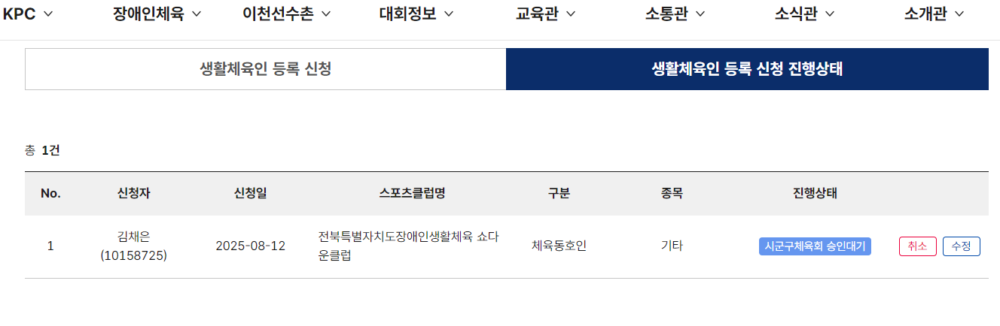 KPC 장애인체육 이천선수촌 대회정보 교육관 소통관 소식관 소개관
생활체육인 등록 신청 생활체육인 등록 신청 진행상태
총 1건
No. 신청자 신청일 스포츠클럽명 구분 종목 진행상태
1 김채은 (10158725) 2025-08-12 전북특별자치도장애인생활체육 쇼다운클럽 체육동호인 기타 시군구체육회 승인대기 취소 수정